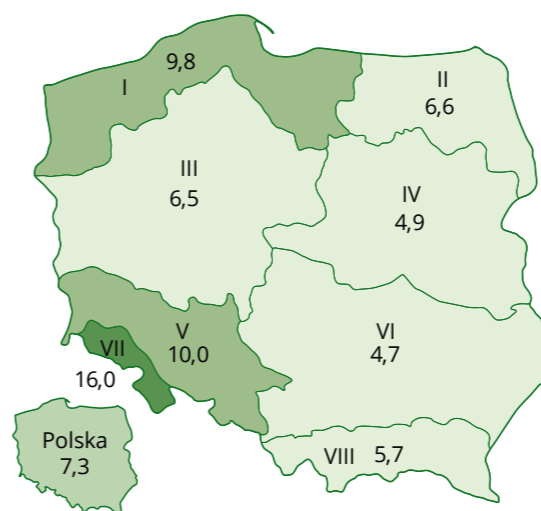 I
9,8
II
6,6
III
6,5
IV
4,9
V
10,0
VI
4,7
VII
16,0
VIII 5,7
Polska
7,3